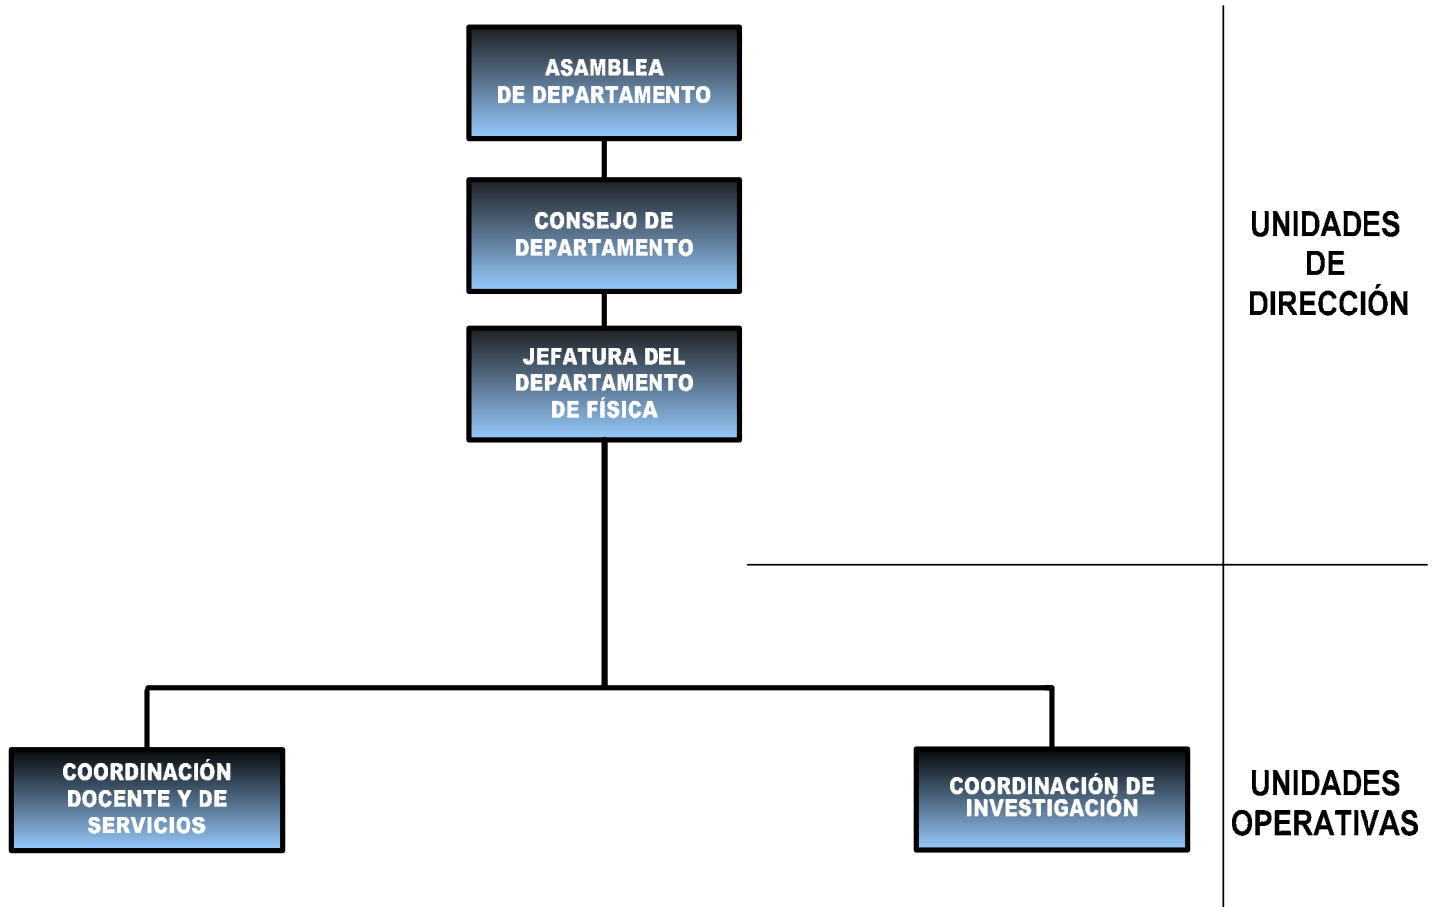 ASAMBLEA
DE DEPARTAMENTO
CONSEJO DE
DEPARTAMENTO
UNIDADES
DE
DIRECCIÓN
JEFATURA DEL
DEPARTAMENTO
DE FÍSICA
COORDINACIÓN
DOCENTE Y DE
SERVICIOS
COORDINACIÓN DE
INVESTIGACIÓN
UNIDADES
OPERATIVAS